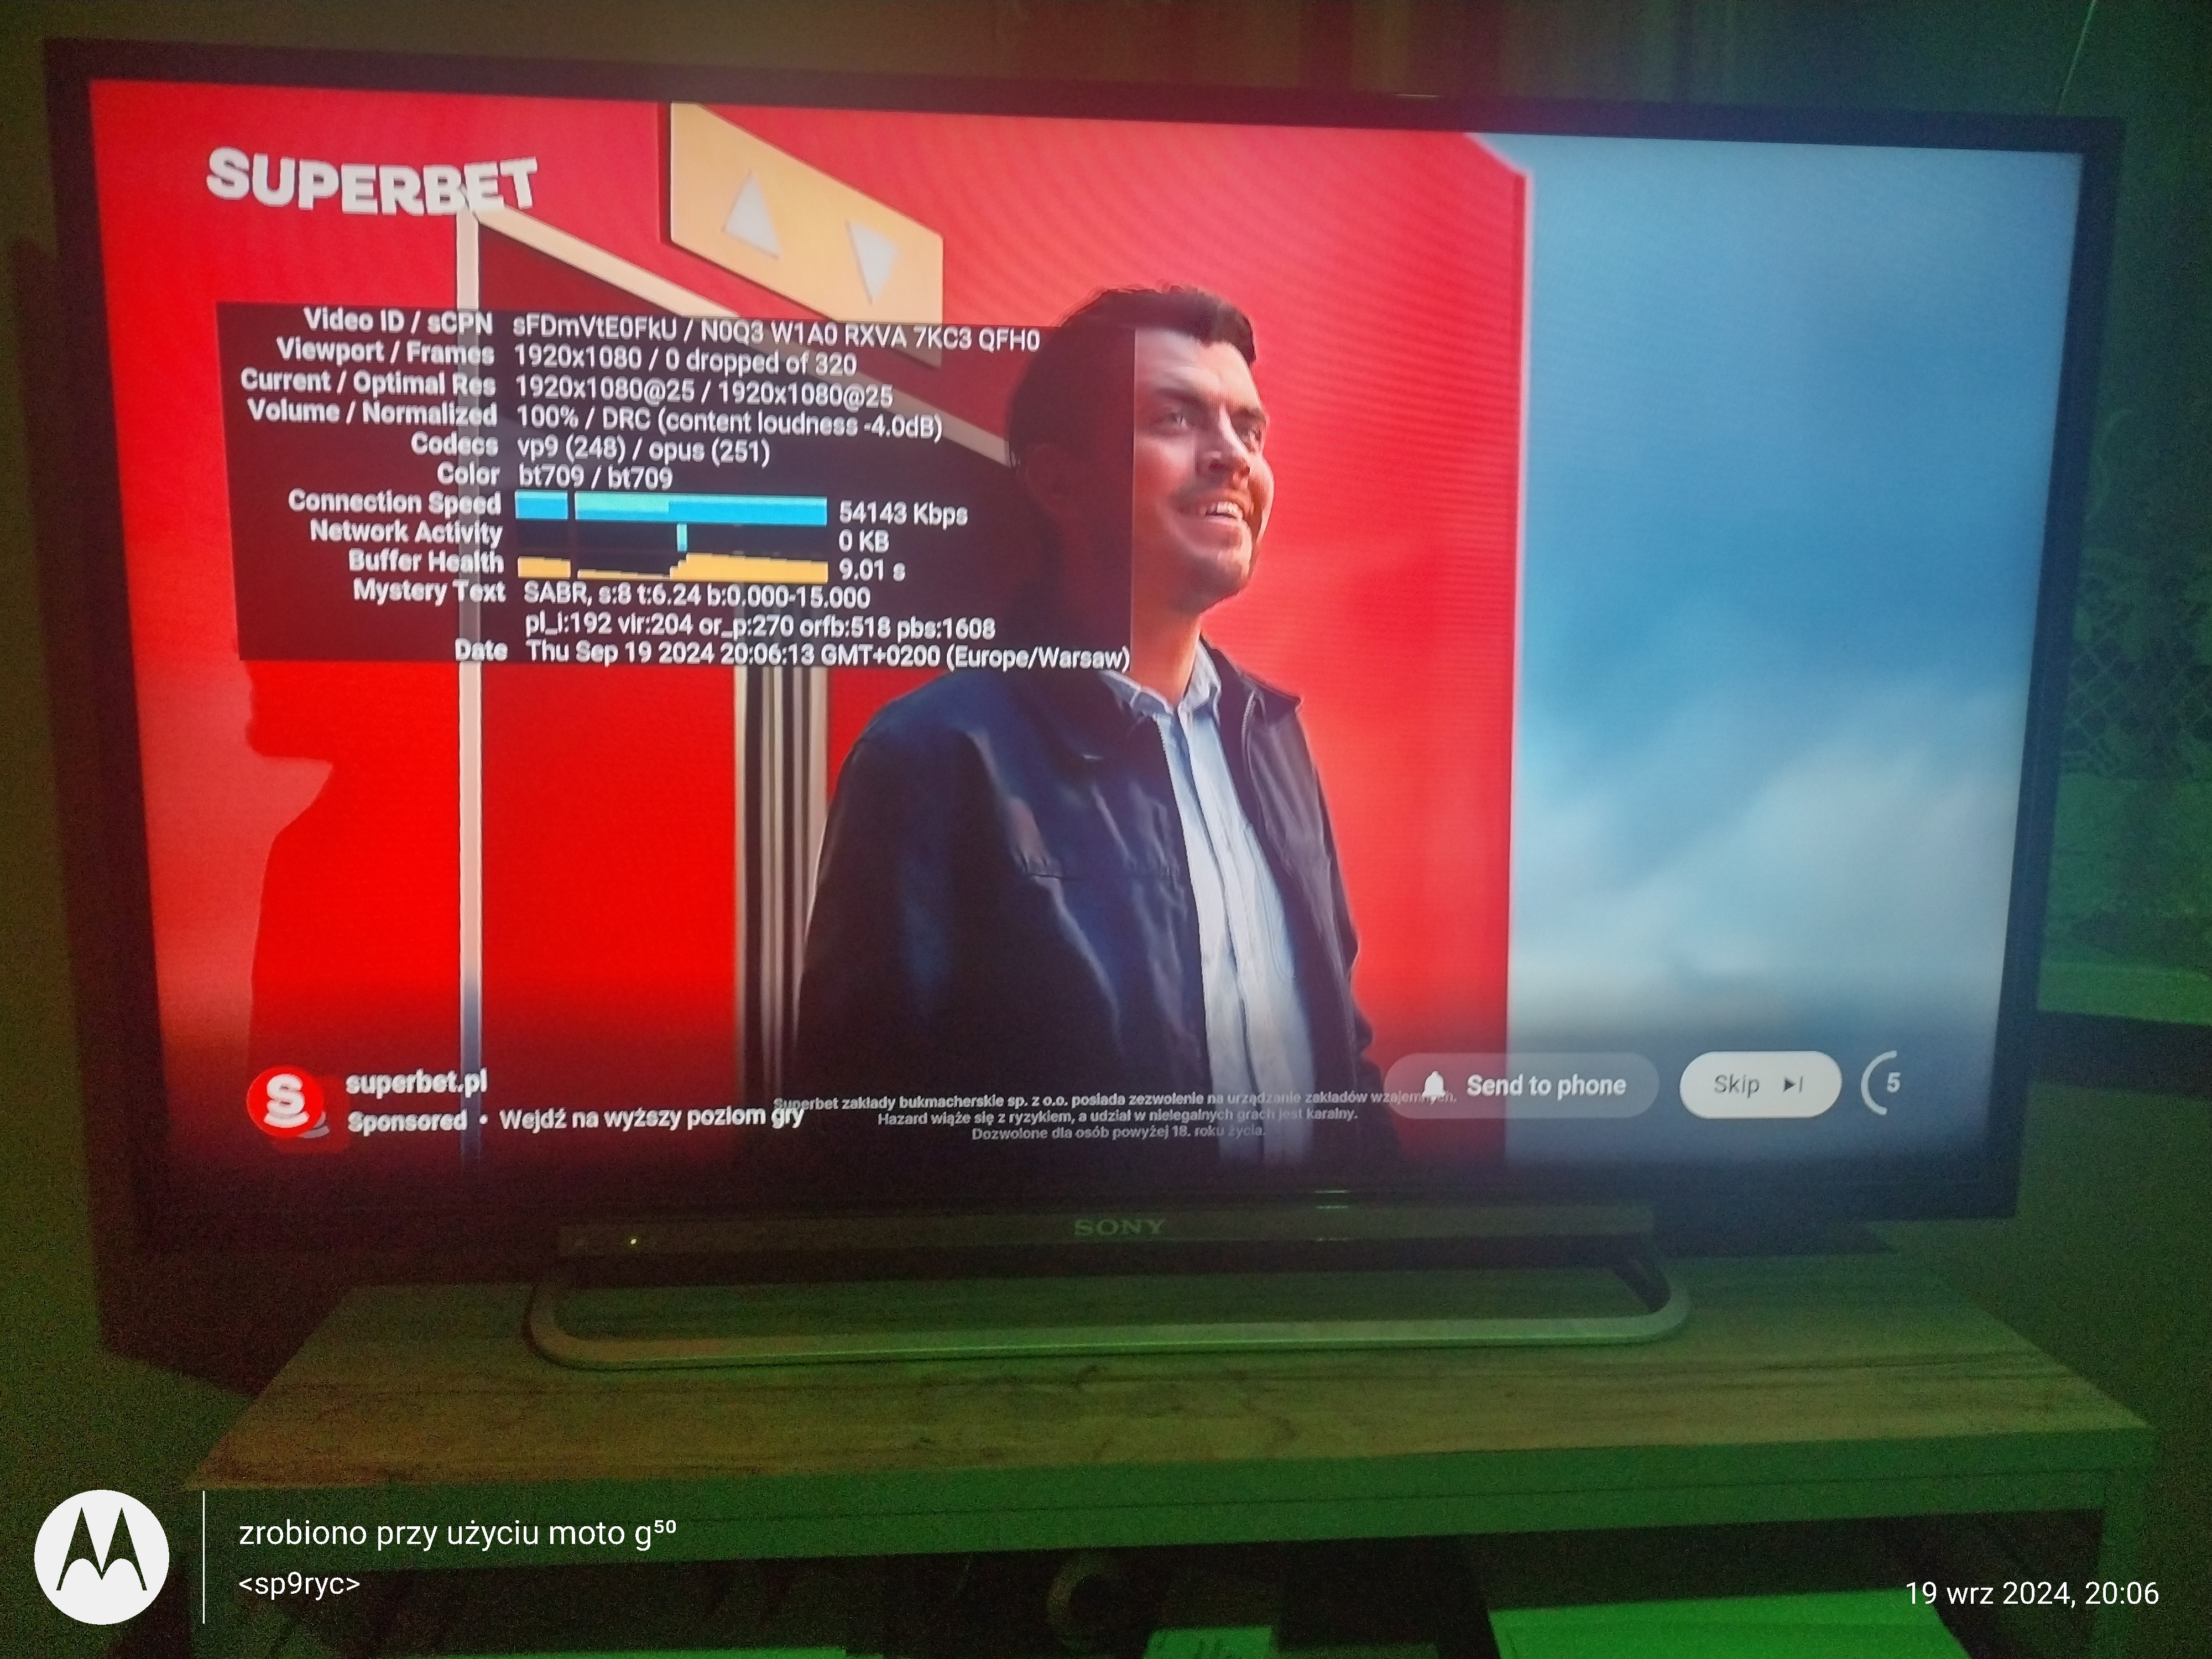 SUPERBET
Video ID / sCPN sFDmVtE0FkU / N0Q3 W1A0 RXVA 7KC3 QFH0
Viewport / Frames 1920x1080 / 0 dropped of 320
Current / Optimal Res 1920x1080@25 / 1920x1080@25
Volume / Normalized 100% / DRC (content loudness -4.0dB)
Codecs vp9 (248) / opus (251)
Color bt709 / bt709
Connection Speed 54143 Kbps
Network Activity 0 KB
Buffer Health 9.01 s
Mystery Text SABR, s:8 t:6.24 b:0.000-15.000
pl_i:192 vir:204 or_p:270 orfb:518 pbs:1608
Date Thu Sep 19 2024 20:06:13 GMT+0200 (Europe/Warsaw)
S superbet.pl
Sponsored • Wejdź na wyższy poziom gry
Superbet zakłady bukmacherskie sp. z o.o. posiada zezwolenie na urządzanie zakładów wzajemnych.
Hazard wiąże się z ryzykiem, a udział w nielegalnych grach jest karalny.
Dozwolone dla osób powyżej 18. roku życia.
Send to phone
Skip
5
SONY
zrobiono przy użyciu moto g⁵⁰
<sp9ryc>
19 wrz 2024, 20:06